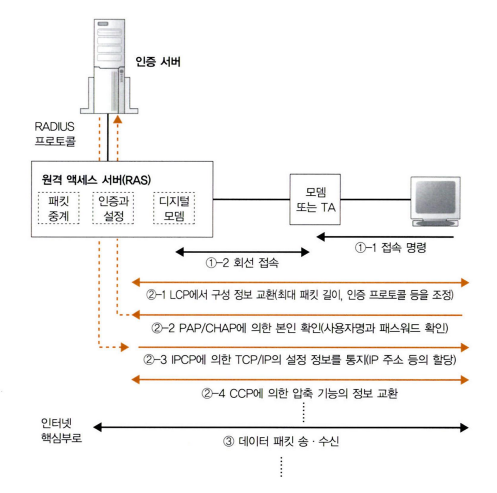 인증 서버
RADIUS
프로토콜
원격 액세스 서버(RAS)
패킷
중계
인증과
설정
디지털
모뎀
모뎀
또는 TA
①-1 접속 명령
①-2 회선 접속
②-1 LCP에서 구성 정보 교환(최대 패킷 길이, 인증 프로토콜 등을 조정)
②-2 PAP/CHAP에 의한 본인 확인(사용자명과 패스워드 확인)
②-3 IPCP에 의한 TCP/IP의 설정 정보를 통지(IP 주소 등의 할당)
②-4 CCP에 의한 압축 기능의 정보 교환
인터넷
핵심부로
③ 데이터 패킷 송·수신